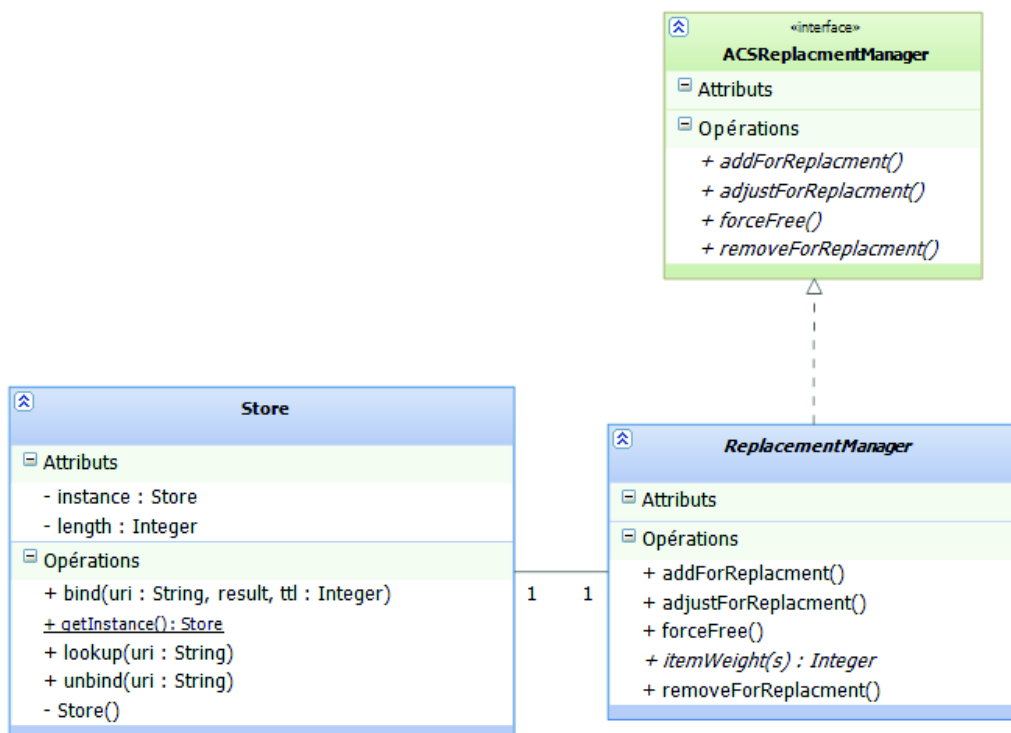 «interface»
ACSReplacmentManager
Attributs
Opérations
+ addForReplacment()
+ adjustForReplacment()
+ forceFree()
+ removeForReplacment()
Store
Attributs
- instance : Store
- length : Integer
Opérations
+ bind(uri : String, result, ttl : Integer)
+ getInstance() : Store
+ lookup(uri : String)
+ unbind(uri : String)
- Store()
1 1
ReplacementManager
Attributs
Opérations
+ addForReplacment()
+ adjustForReplacment()
+ forceFree()
+ itemWeight(s) : Integer
+ removeForReplacment()